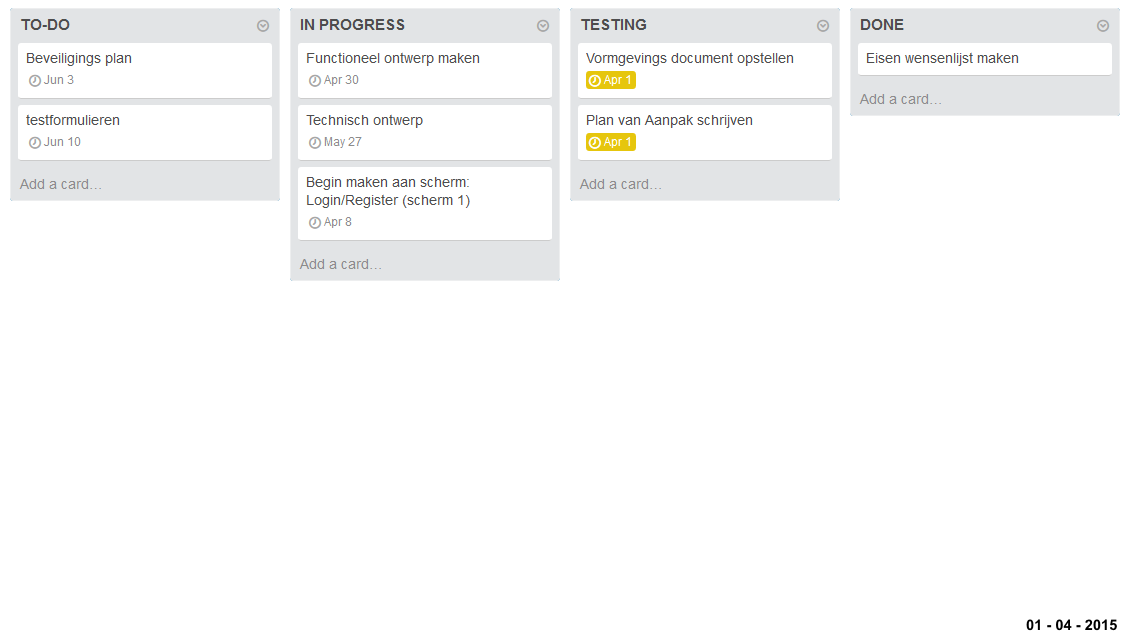 TO-DO
Beveiligings plan
Jun 3
testformulieren
Jun 10
Add a card…
IN PROGRESS
Functioneel ontwerp maken
Apr 30
Technisch ontwerp
May 27
Begin maken aan scherm:
Login/Register (scherm 1)
Apr 8
Add a card…
TESTING
Vormgevings document opstellen
Apr 1
Plan van Aanpak schrijven
Apr 1
Add a card…
DONE
Eisen wensenlijst maken
Add a card…
01 - 04 - 2015